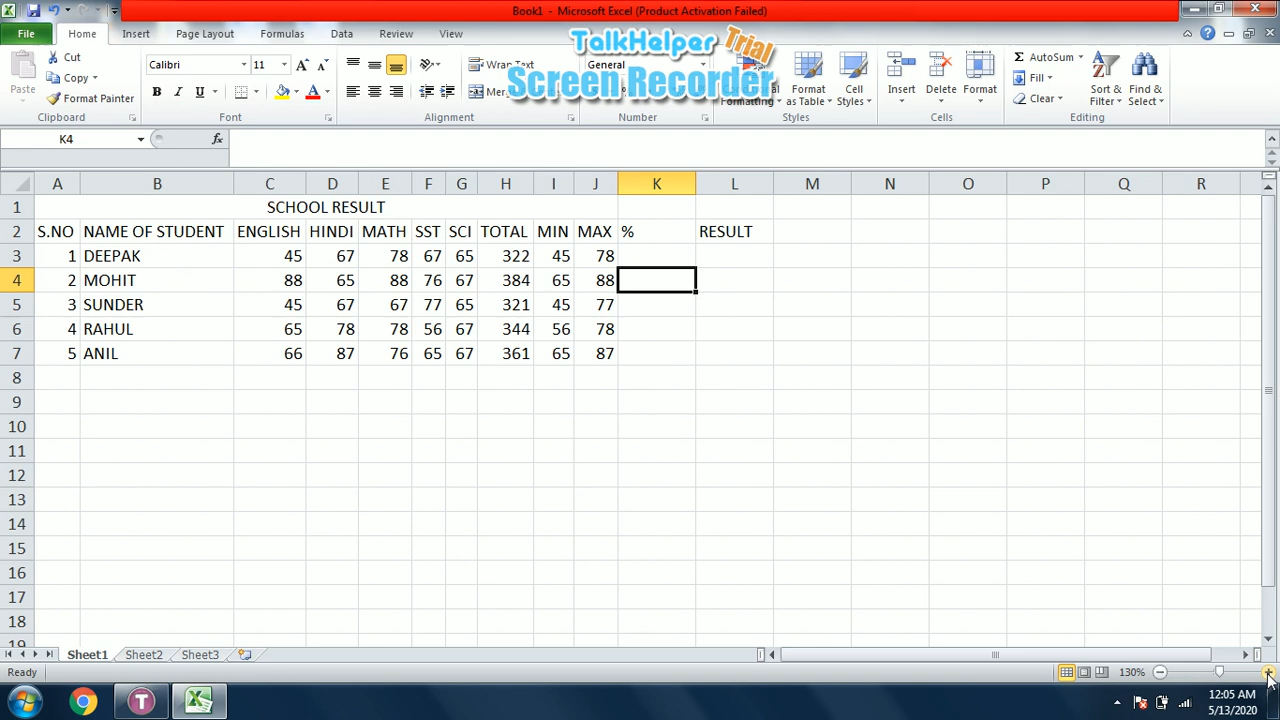 Book1 - Microsoft Excel (Product Activation Failed)
File Home Insert Page Layout Formulas Data Review View
TalkHelper Trial
Screen Recorder
Paste
Cut
Copy
Format Painter
Clipboard
Calibri 11
B I U A
Font
Wrap Text
Alignment
General
Number
Formatting
Format as Table
Cell Styles
Styles
Insert Delete Format
Cells
Σ AutoSum
Fill
Clear
Sort & Filter
Find & Select
Editing
K4 fx
A B C D E F G H I J K L M N O P Q R
1 SCHOOL RESULT
2 S.NO NAME OF STUDENT ENGLISH HINDI MATH SST SCI TOTAL MIN MAX % RESULT
3 1 DEEPAK 45 67 78 67 65 322 45 78
4 2 MOHIT 88 65 88 76 67 384 65 88
5 3 SUNDER 45 67 67 77 65 321 45 77
6 4 RAHUL 65 78 78 56 67 344 56 78
7 5 ANIL 66 87 76 65 67 361 65 87
8
9
10
11
12
13
14
15
16
17
18
19
Sheet1 Sheet2 Sheet3
Ready 130%
12:05 AM
5/13/2020